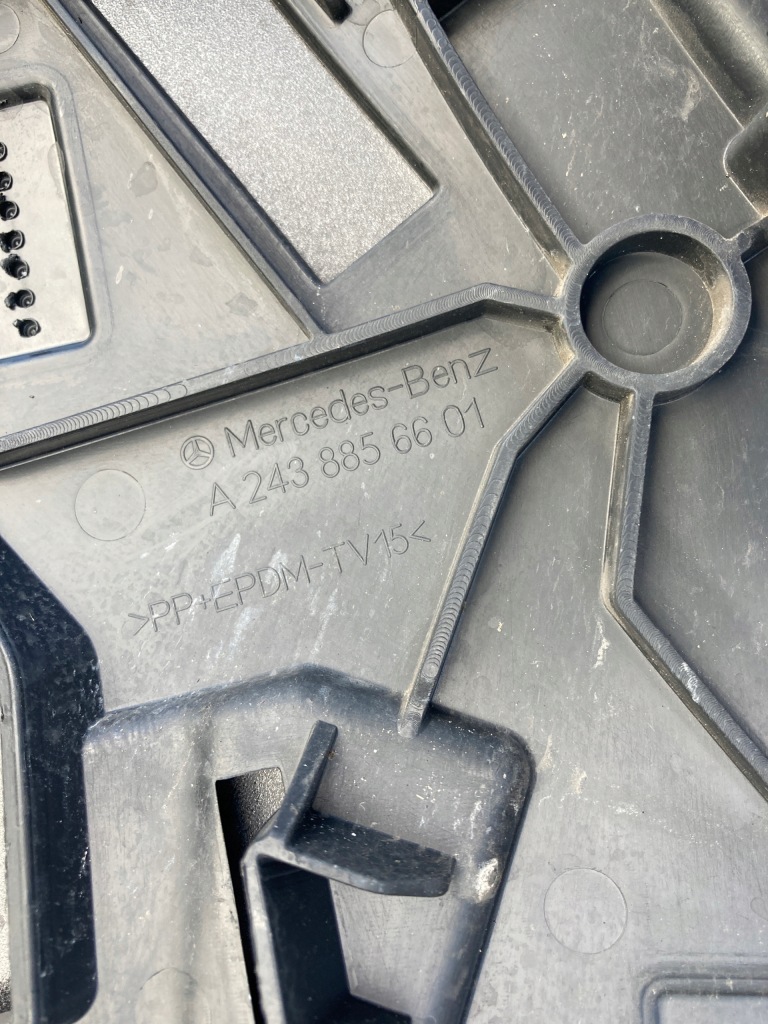 Mercedes-Benz
A 243 885 66 01
>PP+EPDM-TV15<